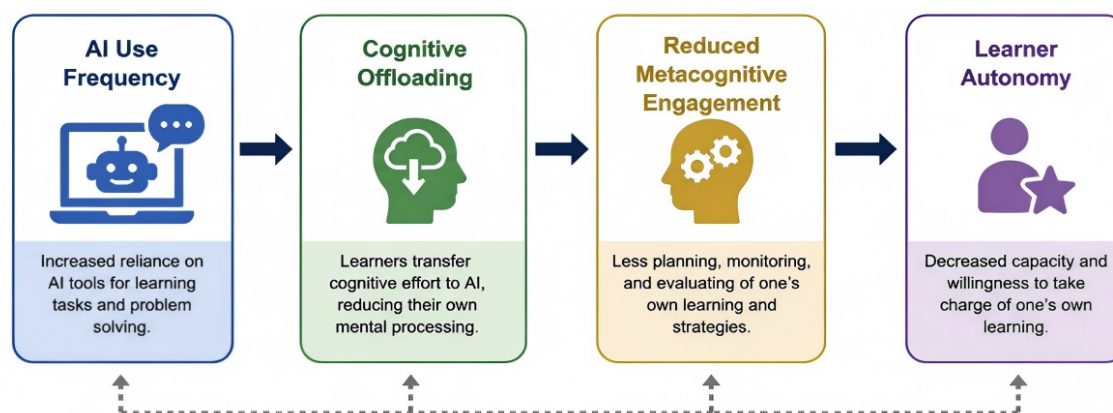 AI Use
Frequency
Increased reliance on
AI tools for learning
tasks and problem
solving.
Cognitive
Offloading
Learners transfer
cognitive effort to AI,
reducing their own
mental processing.
Reduced
Metacognitive
Engagement
Less planning, monitoring,
and evaluating of one’s
own learning and
strategies.
Learner
Autonomy
Decreased capacity and
willingness to take
charge of one’s own
learning.